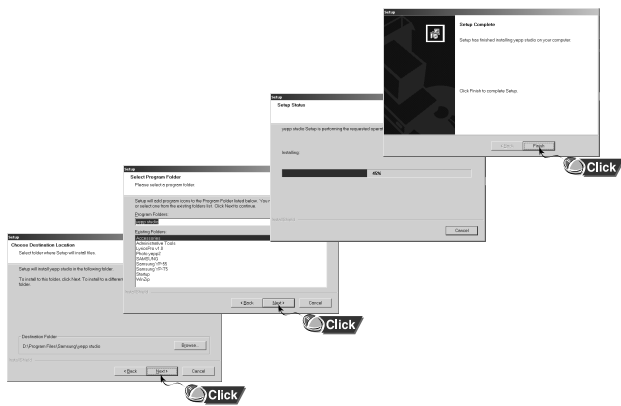 Setup
Choose Destination Location
Select folder where Setup will install files.
Setup will install yepp studio in the following folder.
To install to this folder, click Next. To install to a different
folder.
Destination Folder
D:\Program Files\Samsung\yepp studio
Browse...
< Back
Next >
Cancel
Click
Setup
Select Program Folder
Please select a program folder.
Setup will add program icons to the Program Folder listed below. You
or select one from the existing folders list. Click Next to continue.
Program Folders:
yepp studio
Existing Folders:
Accessories
Administrative Tools
Photo yepp2
SAMSUNG
Samsung YP-55
Samsung YP-T5
Startup
WinZip
< Back
Next >
Cancel
Click
Setup
Setup Status
yepp studio Setup is performing the requested
Installing:
45%
Cancel
Setup
Setup Complete
Setup has finished installing yepp studio on your computer.
Click Finish to complete Setup.
< Back
Finish
Click